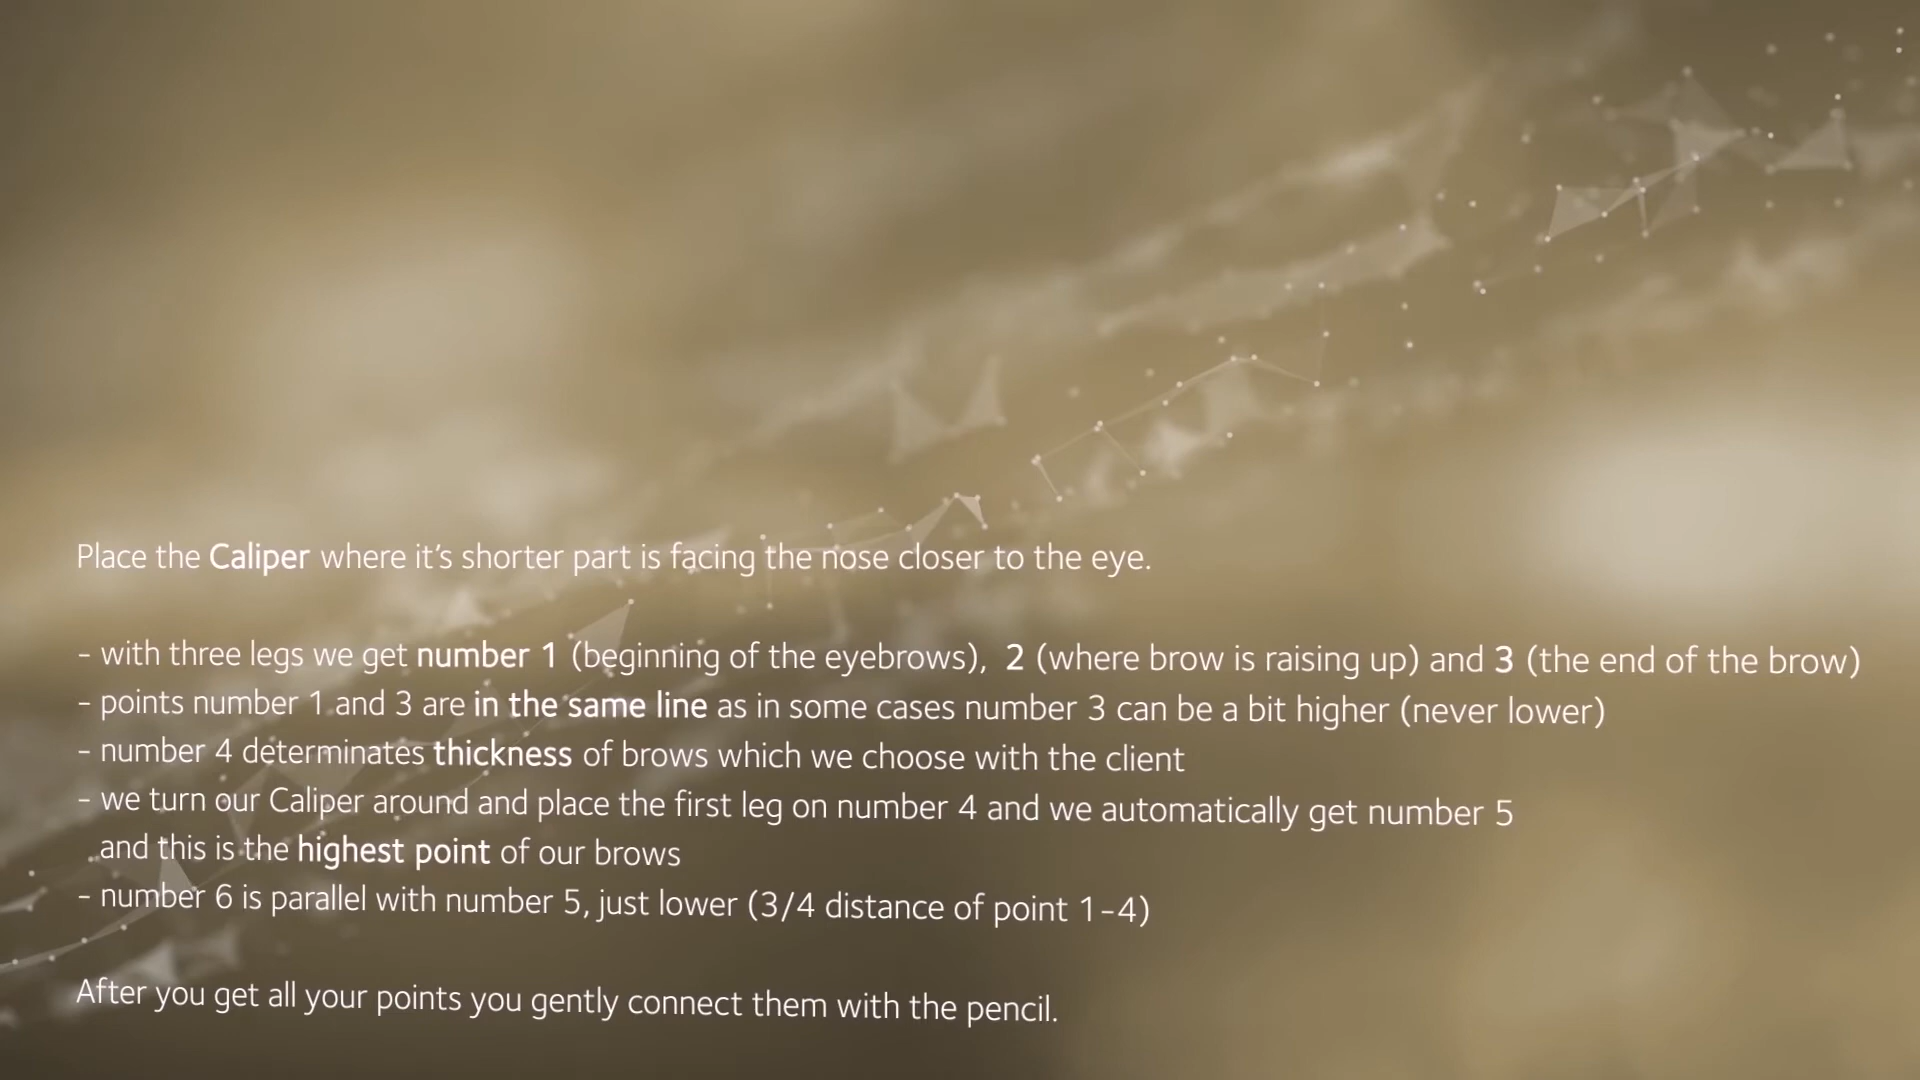 Place the Caliper where it's shorter part is facing the nose closer to the eye.
- with three legs we get number 1 (beginning of the eyebrows), 2 (where brow is raising up) and 3 (the end of the brow)
- points number 1 and 3 are in the same line as in some cases number 3 can be a bit higher (never lower)
- number 4 determinates thickness of brows which we choose with the client
- we turn our Caliper around and place the first leg on number 4 and we automatically get number 5
and this is the highest point of our brows
- number 6 is parallel with number 5, just lower (3/4 distance of point 1-4)
After you get all your points you gently connect them with the pencil.